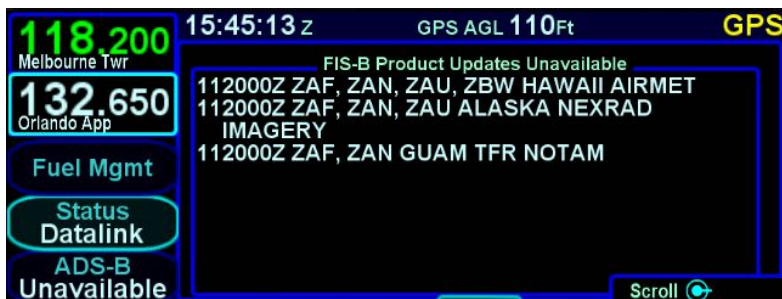 118.200
Melbourne Twr
132.650
Orlando App
Fuel Mgmt
Status
Datalink
ADS-B
Unavailable
15:45:13 Z
GPS AGL 110Ft
GPS
FIS-B Product Updates Unavailable
112000Z ZAF, ZAN, ZAU, ZBW HAWAII AIRMET
112000Z ZAF, ZAN, ZAU ALASKA NEXRAD
IMAGERY
112000Z ZAF, ZAN GUAM TFR NOTAM
Scroll